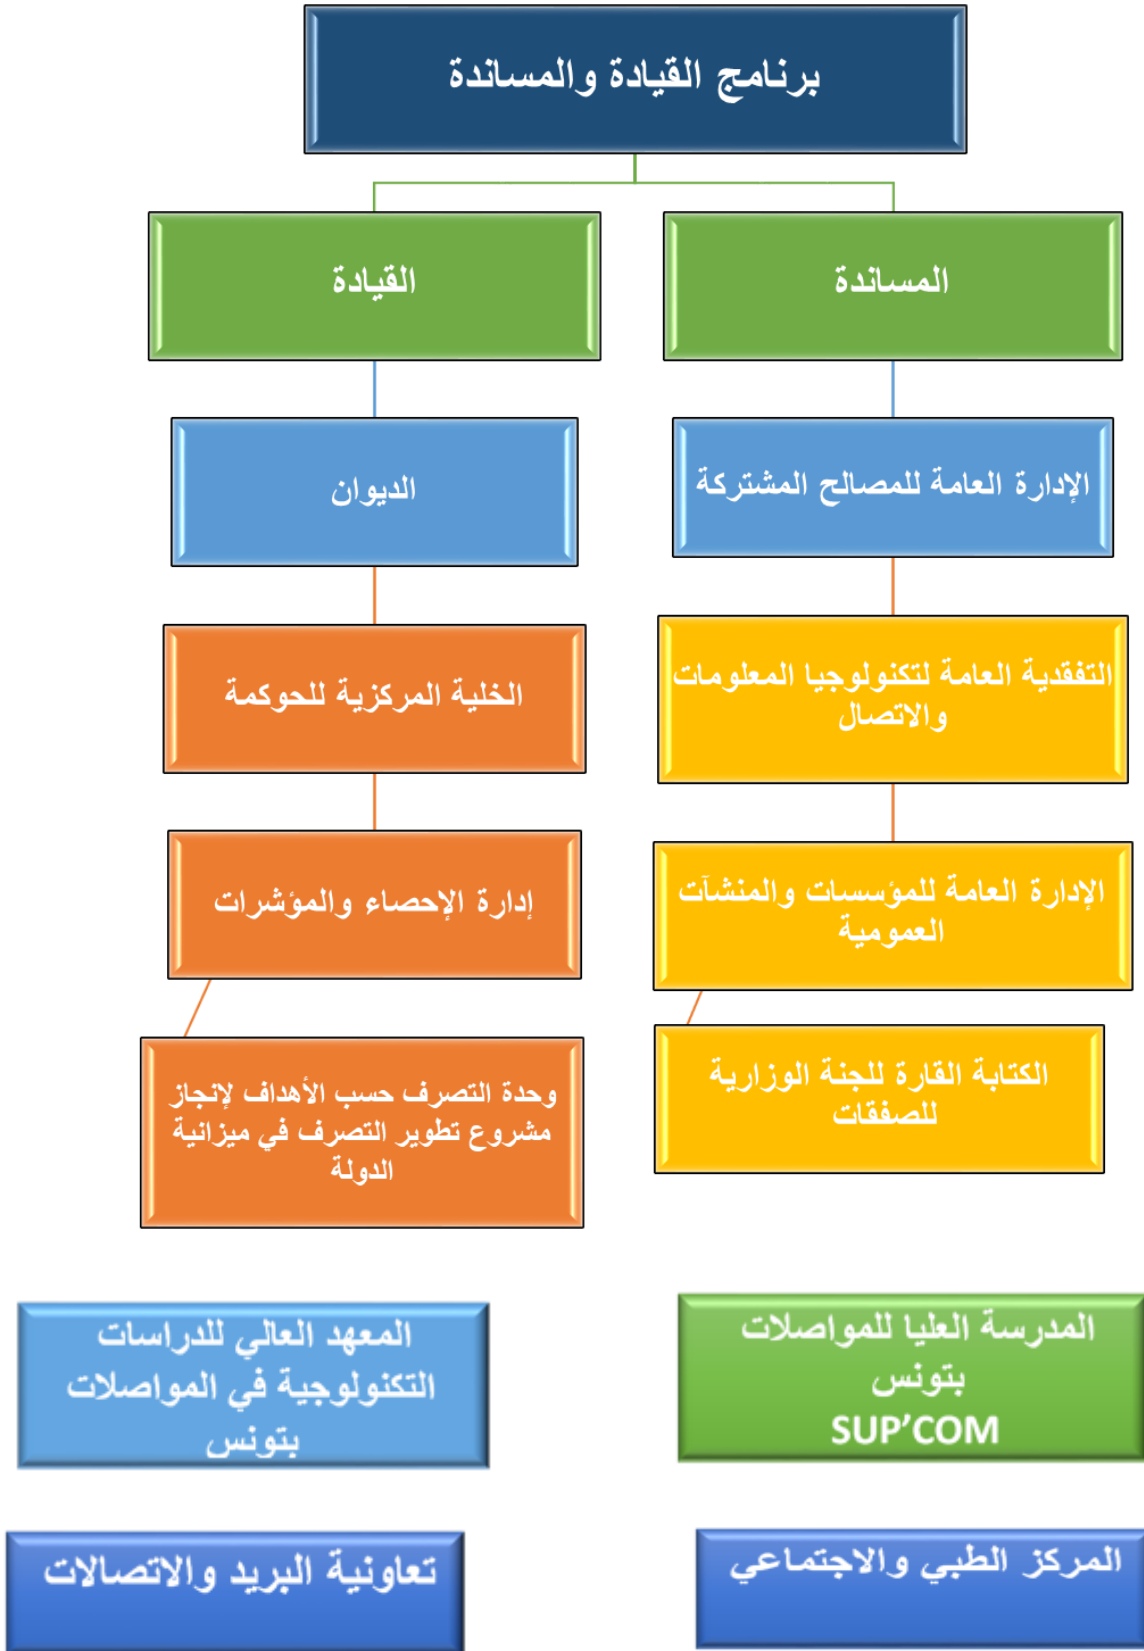 برنامج القيادة والمساندة
المساندة
القيادة
الإدارة العامة للمصالح المشتركة
الديوان
التفقدية العامة لتكنولوجيا المعلومات
والاتصال
الخلية المركزية للحوكمة
الإدارة العامة للمؤسسات والمنشآت
العمومية
إدارة الإحصاء والمؤشرات
الكتابة القارة للجنة الوزارية
للصفقات
وحدة التصرف حسب الأهداف لإنجاز
مشروع تطوير التصرف في ميزانية
الدولة
المدرسة العليا للمواصلات
بتونس
SUP’COM
المعهد العالي للدراسات
التكنولوجية في المواصلات
بتونس
المركز الطبي والاجتماعي
تعاونية البريد والاتصالات